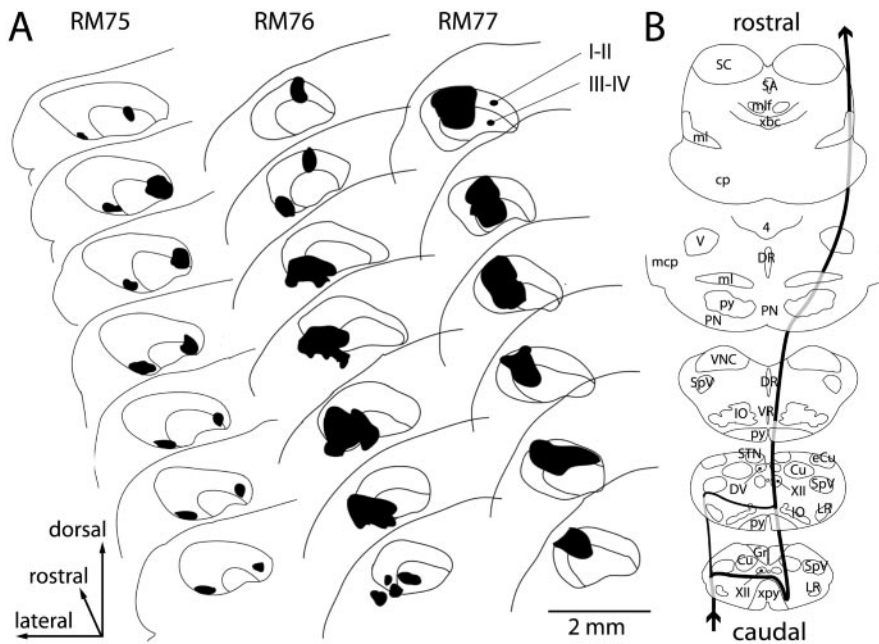 A
RM75
RM76
RM77
I-II
III-IV
dorsal
rostral
lateral
2 mm
B
rostral
SC
SA
mlf
xbc
ml
cp
4
V
DR
mcp
ml
py
PN
PN
VNC
SpV
DR
IO
VR
py
STN
eCu
Cu
DV
XII
SpV
IO
LR
py
Gr
Cu
SpV
XII
xpy
LR
caudal